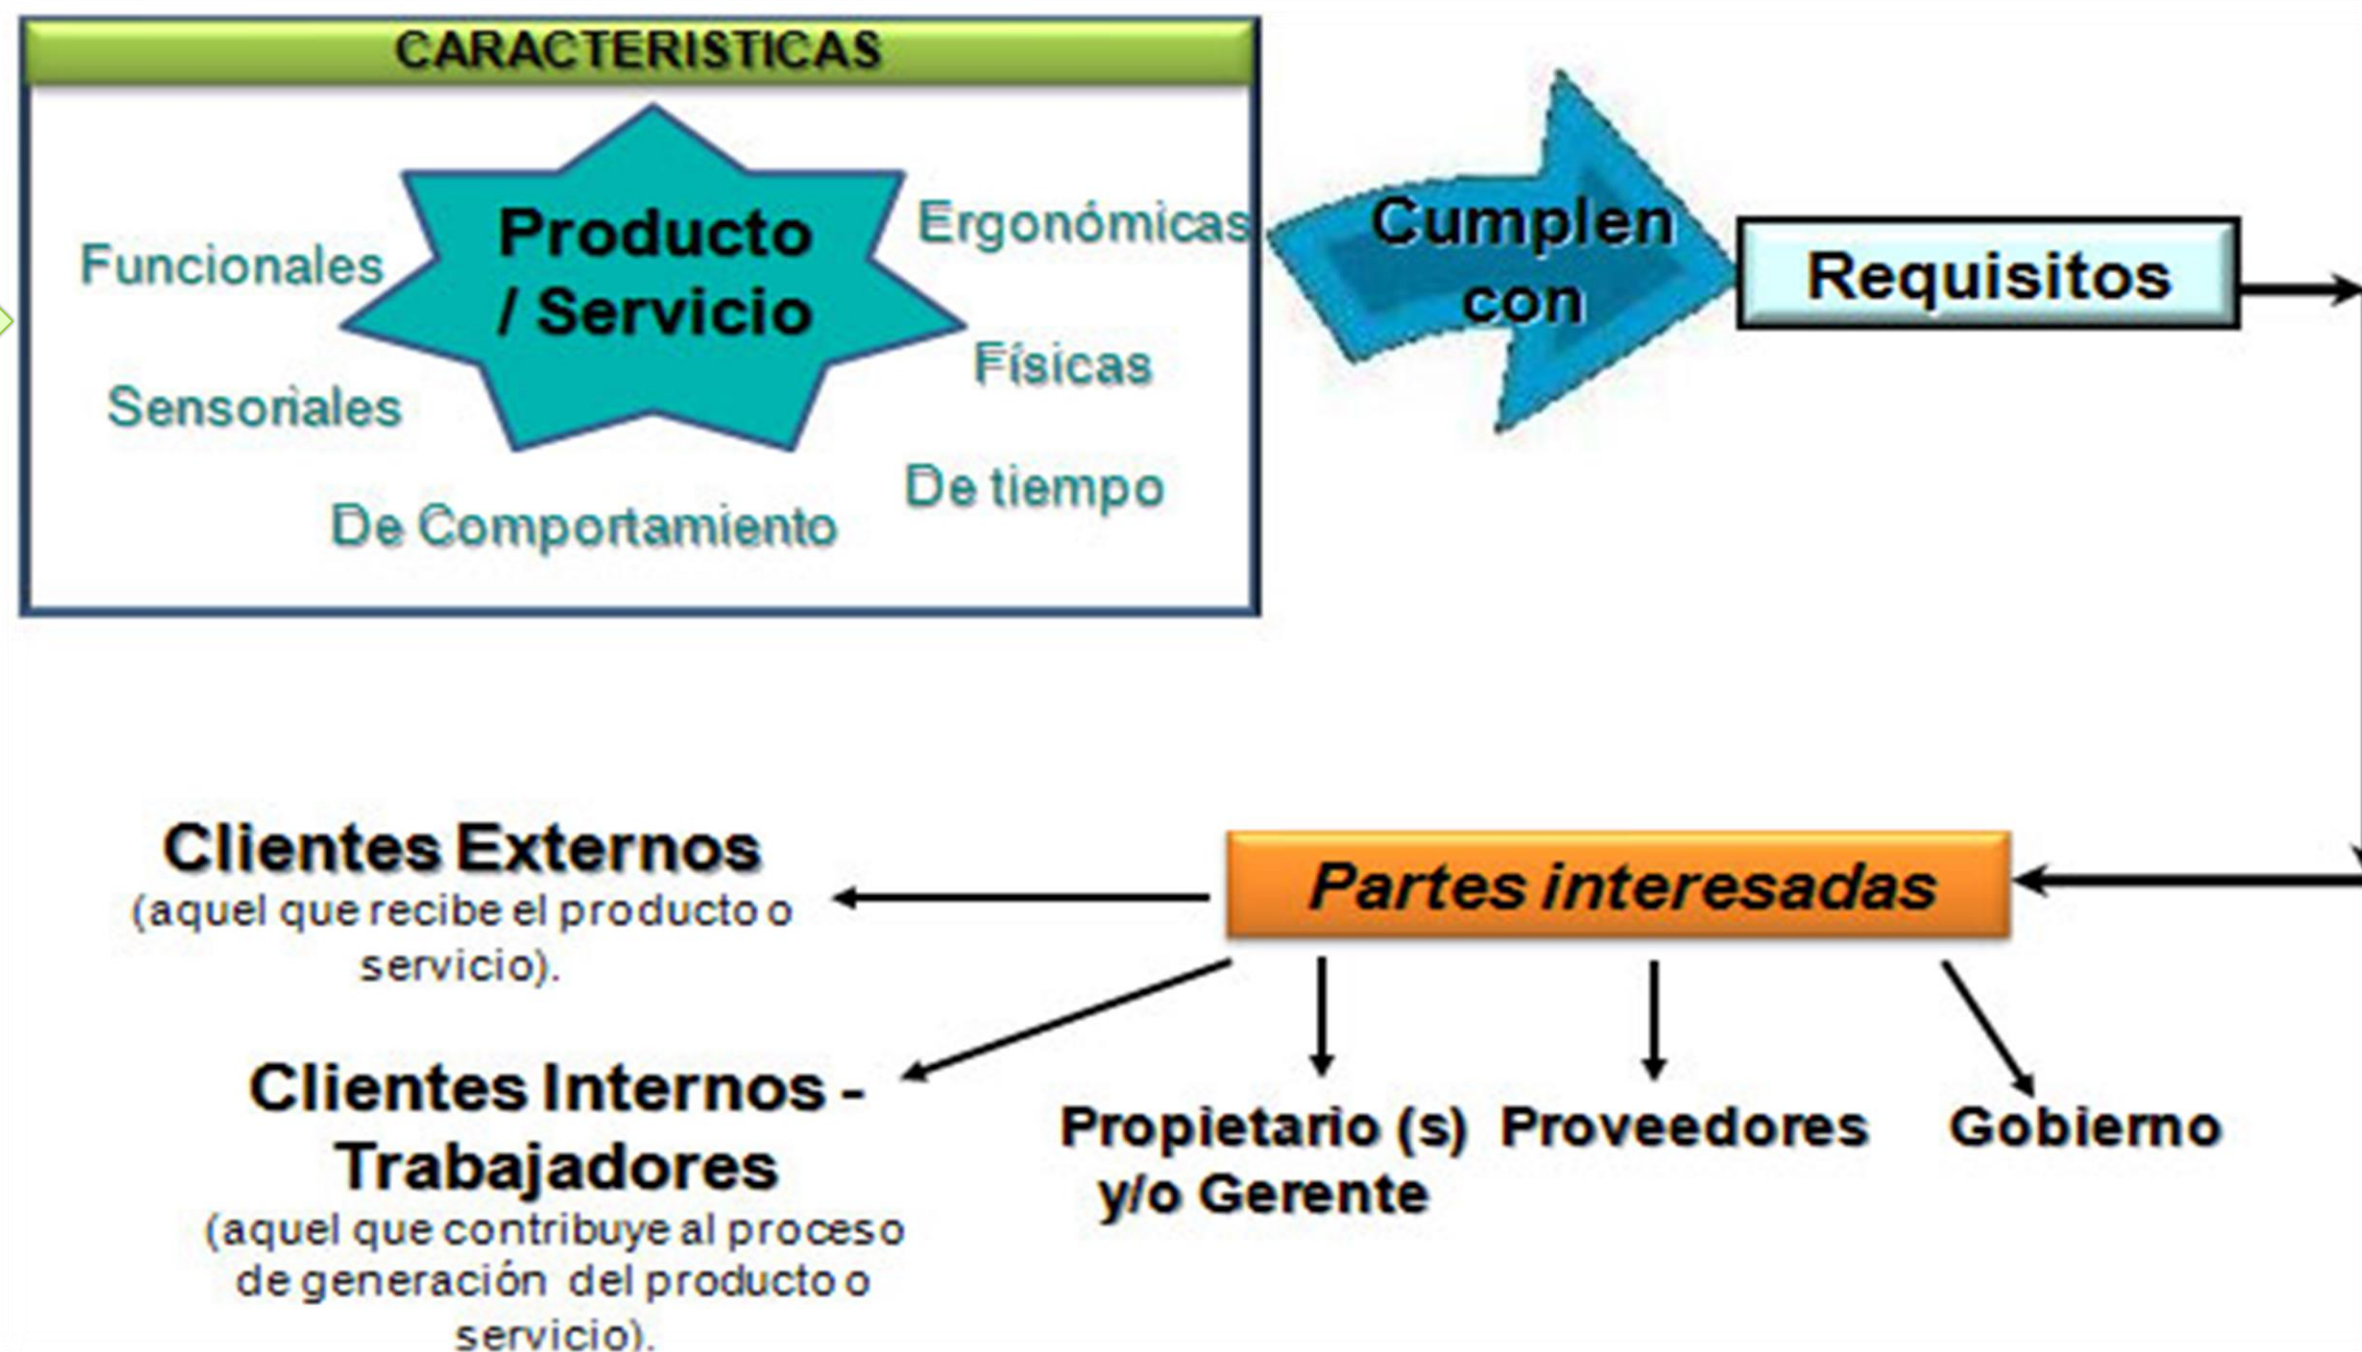 CARACTERISTICAS
Producto
/ Servicio
Funcionales
Sensoriales
De Comportamiento
Ergonómicas
Físicas
De tiempo
Cumplen
con
Requisitos
Partes interesadas
Clientes Externos
(aquel que recibe el producto o
servicio).
Clientes Internos -
Trabajadores
(aquel que contribuye al proceso
de generación del producto o
servicio).
Propietario (s)
y/o Gerente
Proveedores
Gobierno